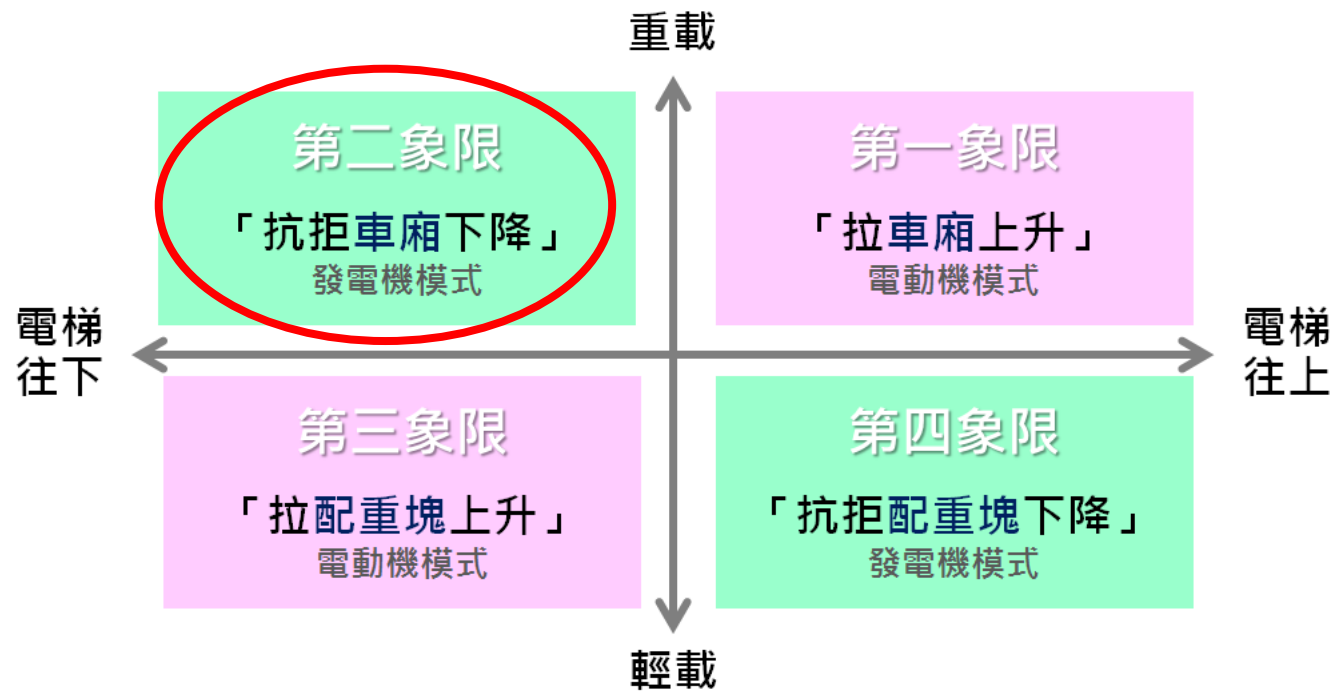 重載
第二象限
「抗拒車廂下降」
發電機模式
第一象限
「拉車廂上升」
電動機模式
電梯
往下
電梯
往上
第三象限
「拉配重塊上升」
電動機模式
第四象限
「抗拒配重塊下降」
發電機模式
輕載